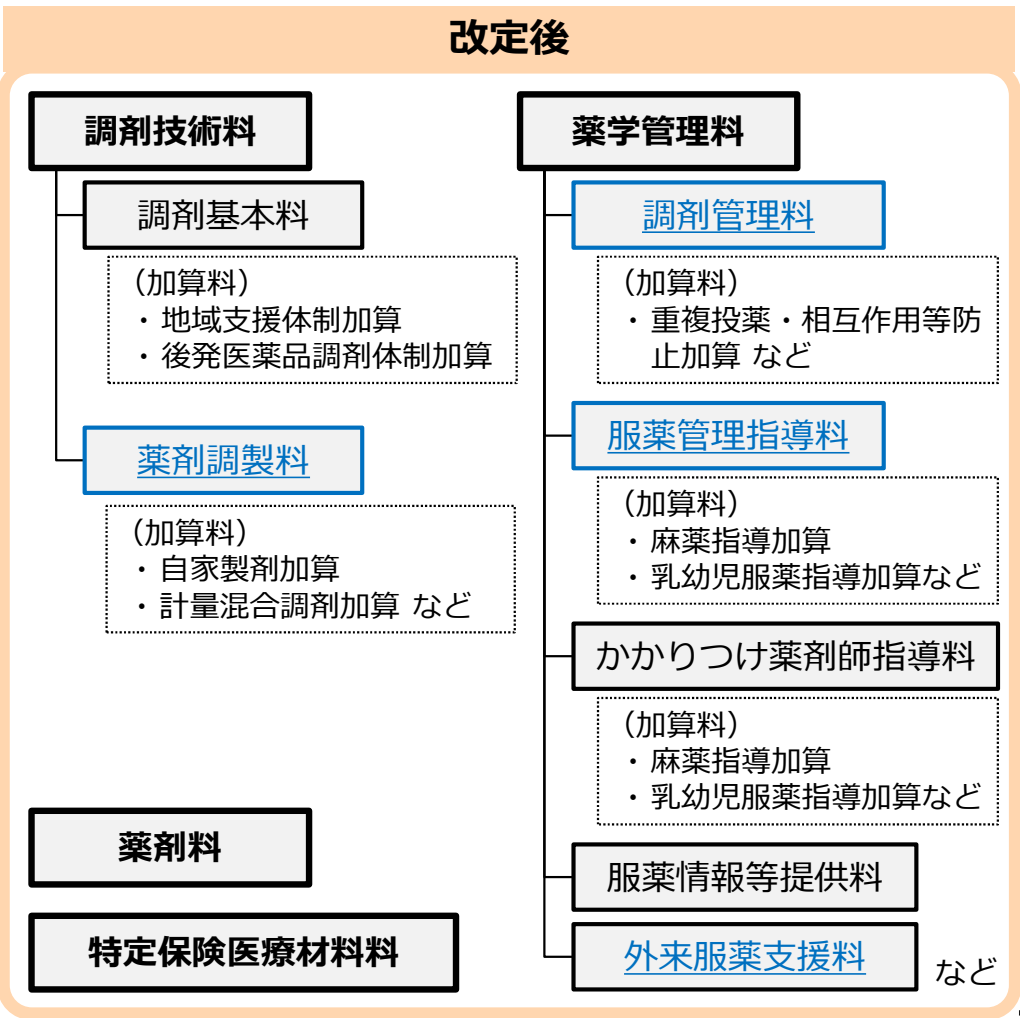 改定後
調剤技術料
調剤基本料
（加算料）
・地域支援体制加算
・後発医薬品調剤体制加算
薬剤調製料
（加算料）
・自家製剤加算
・計量混合調剤加算 など
薬剤料
特定保険医療材料料
薬学管理料
調剤管理料
（加算料）
・重複投薬・相互作用等防
止加算 など
服薬管理指導料
（加算料）
・麻薬指導加算
・乳幼児服薬指導加算など
かかりつけ薬剤師指導料
（加算料）
・麻薬指導加算
・乳幼児服薬指導加算など
服薬情報等提供料
外来服薬支援料
など